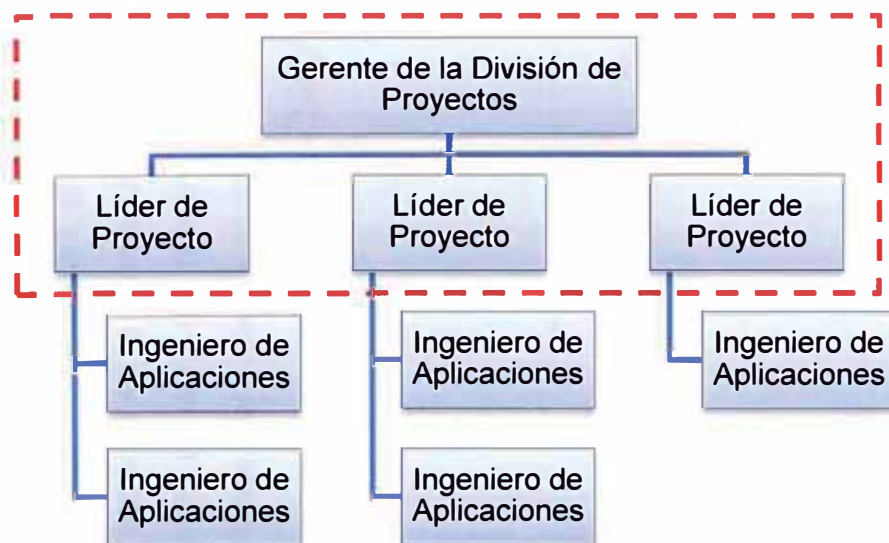 Gerente de la División de
Proyectos
Líder de
Proyecto
Líder de
Proyecto
Líder de
Proyecto
Ingeniero de
Aplicaciones
Ingeniero de
Aplicaciones
Ingeniero de
Aplicaciones
Ingeniero de
Aplicaciones
Ingeniero de
Aplicaciones